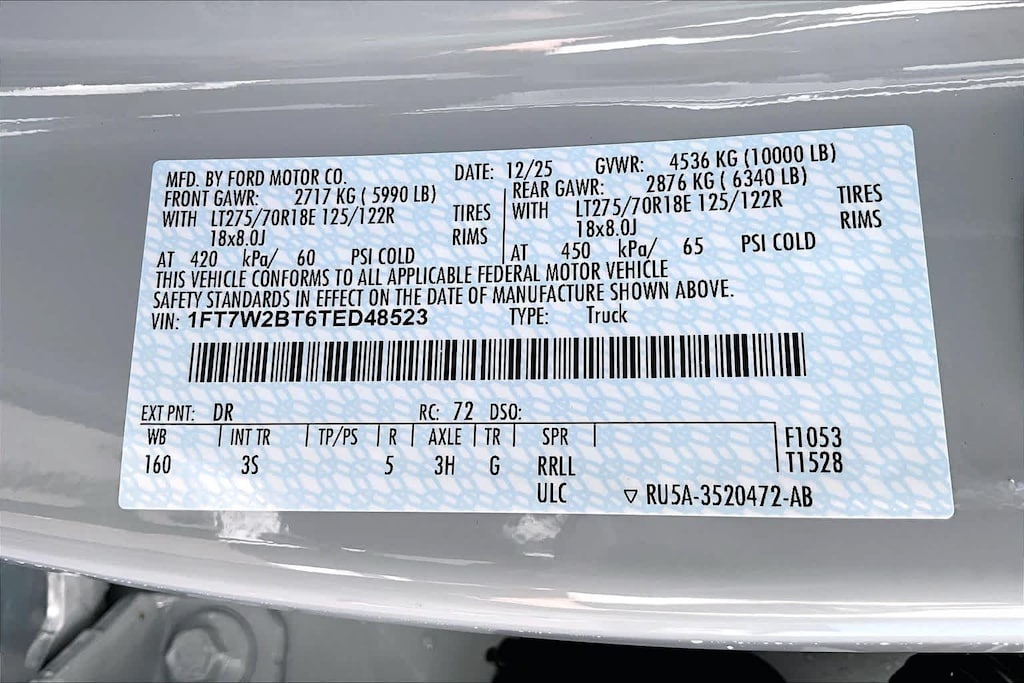 MFD. BY FORD MOTOR CO. DATE: 12/25 GVWR: 4536 KG (10000 LB)
FRONT GAWR: 2717 KG ( 5990 LB) REAR GAWR: 2876 KG ( 6340 LB)
WITH LT275/70R18E 125/122R TIRES WITH LT275/70R18E 125/122R TIRES
18x8.0J RIMS 18x8.0J RIMS
AT 420 kPa/ 60 PSI COLD AT 450 kPa/ 65 PSI COLD
THIS VEHICLE CONFORMS TO ALL APPLICABLE FEDERAL MOTOR VEHICLE
SAFETY STANDARDS IN EFFECT ON THE DATE OF MANUFACTURE SHOWN ABOVE.
VIN: 1FT7W2BT6TED48523 TYPE: Truck
EXT PNT: DR RC: 72 DSO:
WB INT TR TP/PS R AXLE TR SPR F1053
160 3S 5 3H G RRLL T1528
ULC ▽ RU5A-3520472-AB